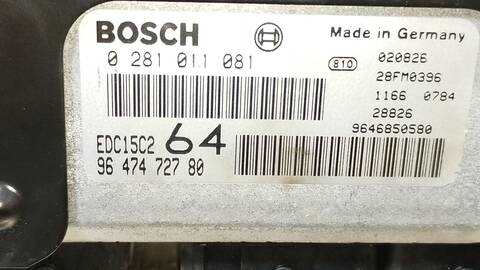 BOSCH
Made in Germany
0 281 011 081
810
020826
28FM0396
1166 0784
28826
9646850580
EDC15C2 64
96 474 727 80